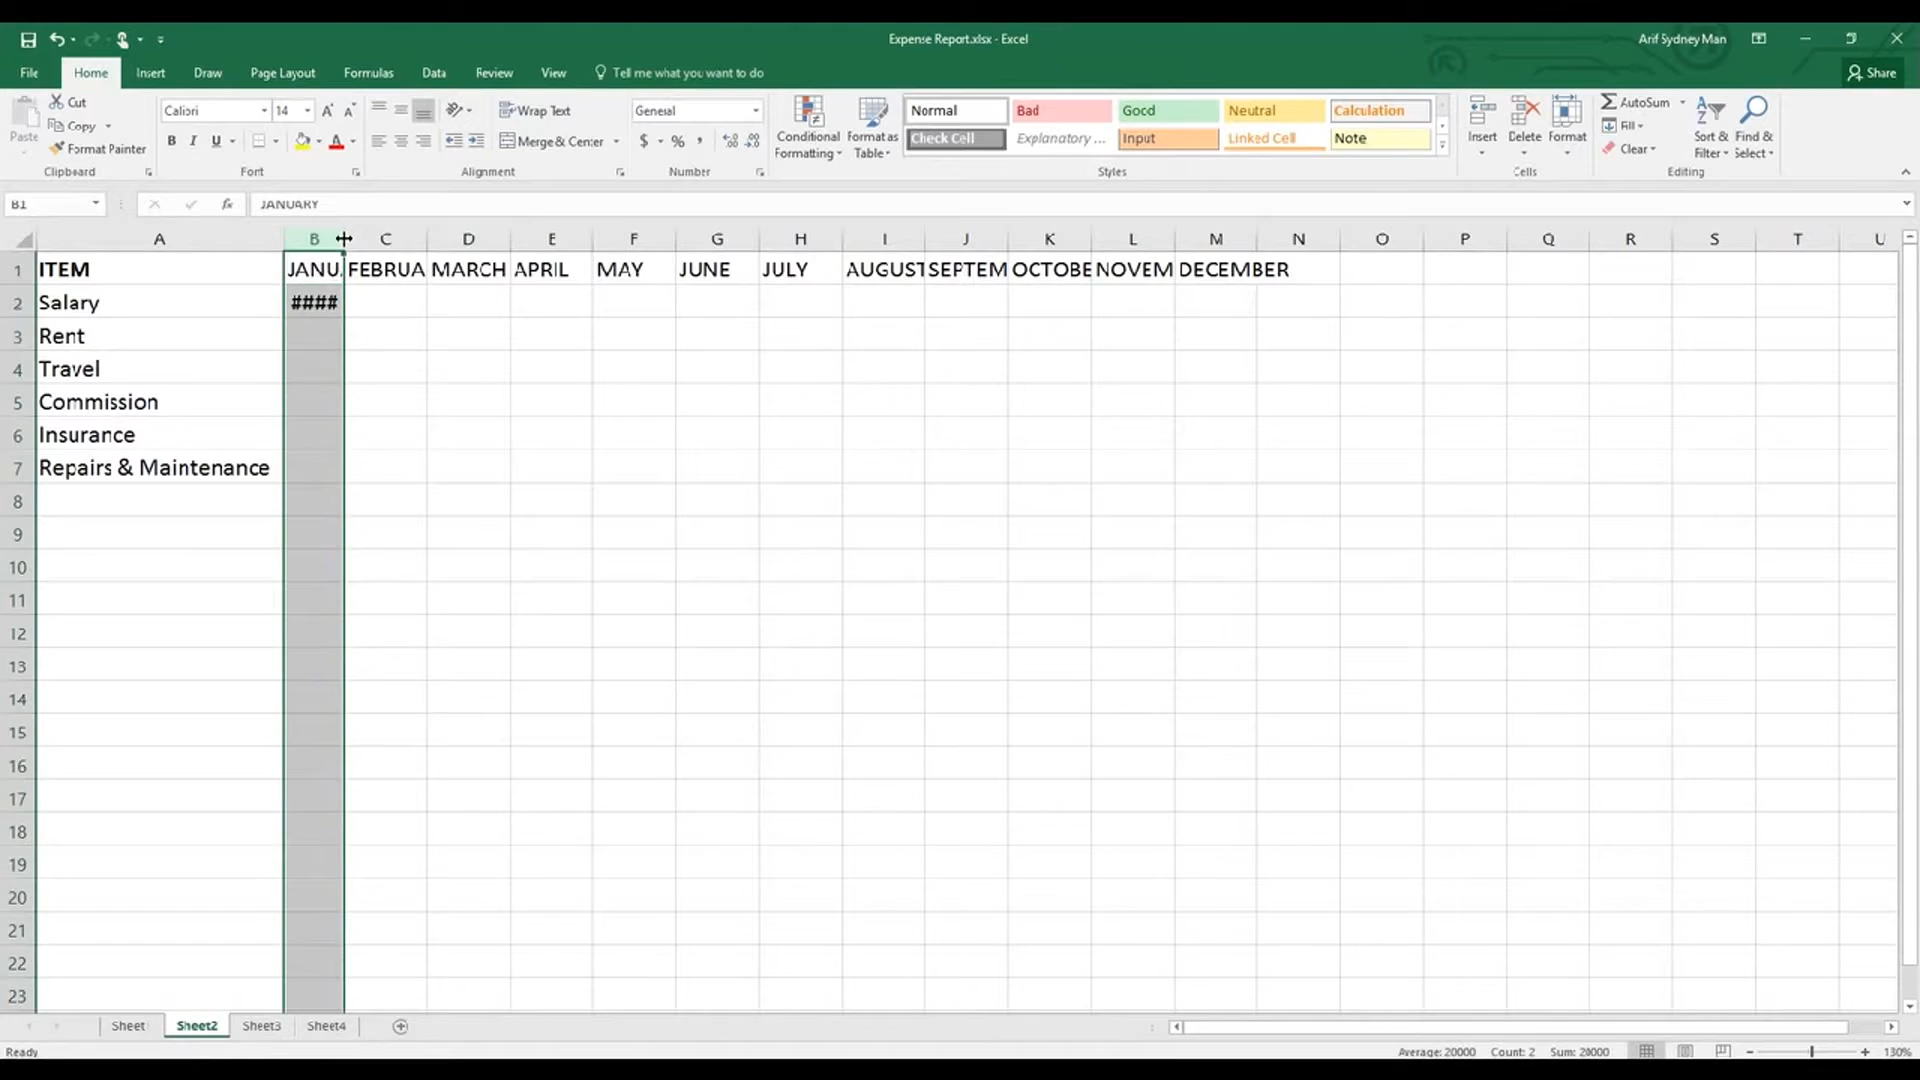 Expense Report.xlsx - Excel
Arif Sydney Man
File Home Insert Draw Page Layout Formulas Data Review View Tell me what you want to do Share
Paste
Cut
Copy
Format Painter
Clipboard
Calibri 14
B I U
Font
Wrap Text
Merge & Center
Alignment
General
$ % ,
Number
Conditional Formatting
Format as Table
Normal Bad Good Neutral Calculation
Check Cell Explanatory ... Input Linked Cell Note
Styles
Insert Delete Format
Cells
AutoSum
Fill
Clear
Sort & Filter
Find & Select
Editing
B1 fx JANUARY
A B C D E F G H I J K L M N O P Q R S T U
1 ITEM JANU FEBRUA MARCH APRIL MAY JUNE JULY AUGUST SEPTEM OCTOBE NOVEM DECEMBER
2 Salary ####
3 Rent
4 Travel
5 Commission
6 Insurance
7 Repairs & Maintenance
8
9
10
11
12
13
14
15
16
17
18
19
20
21
22
23
Sheet Sheet2 Sheet3 Sheet4
Ready Average: 20000 Count: 2 Sum: 20000 130%